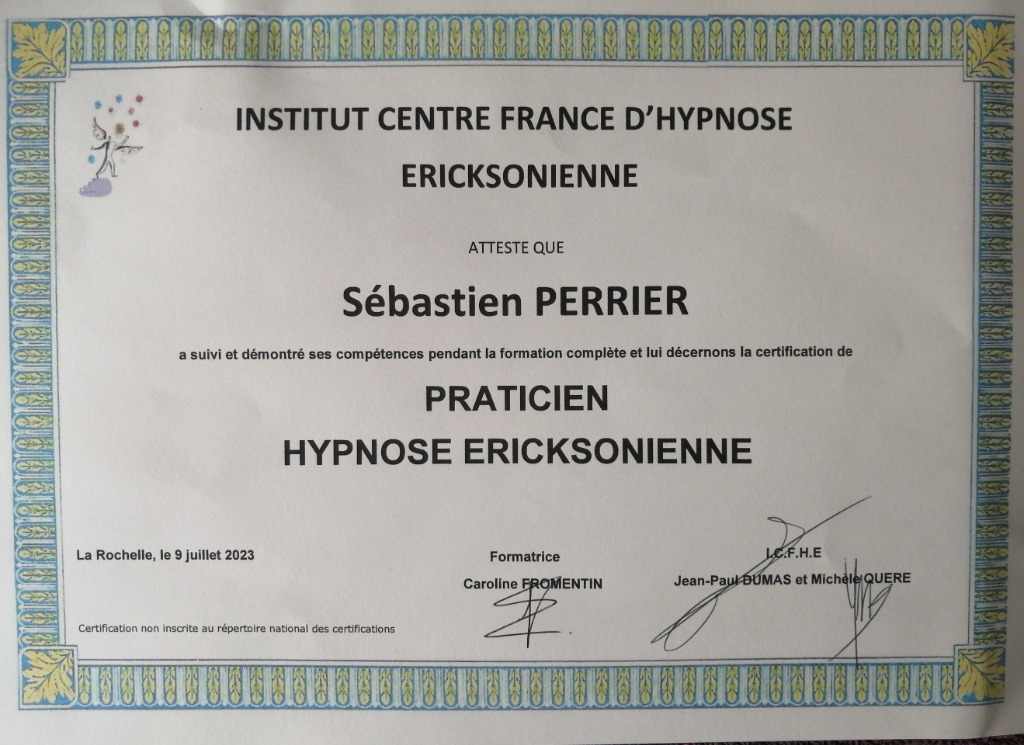 INSTITUT CENTRE FRANCE D'HYPNOSE
ERICKSONIENNE
ATTESTE QUE
Sébastien PERRIER
a suivi et démontré ses compétences pendant la formation complète et lui décernons la certification de
PRATICIEN
HYPNOSE ERICKSONIENNE
La Rochelle, le 9 juillet 2023
Formatrice
I.C.F.H.E
Caroline FROMENTIN
Jean-Paul DUMAS et Michèle QUERE
Certification non inscrite au répertoire national des certifications